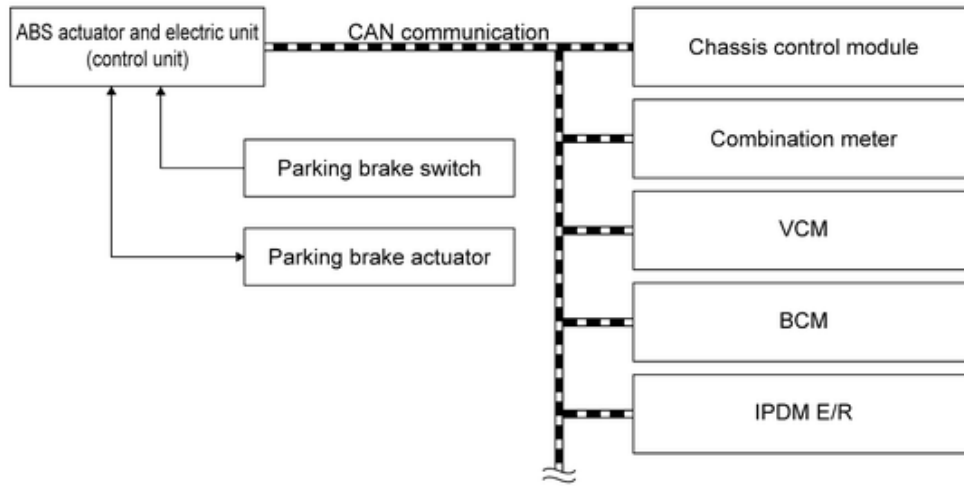 ABS actuator and electric unit
(control unit)
CAN communication
Chassis control module
Combination meter
Parking brake switch
VCM
Parking brake actuator
BCM
IPDM E/R